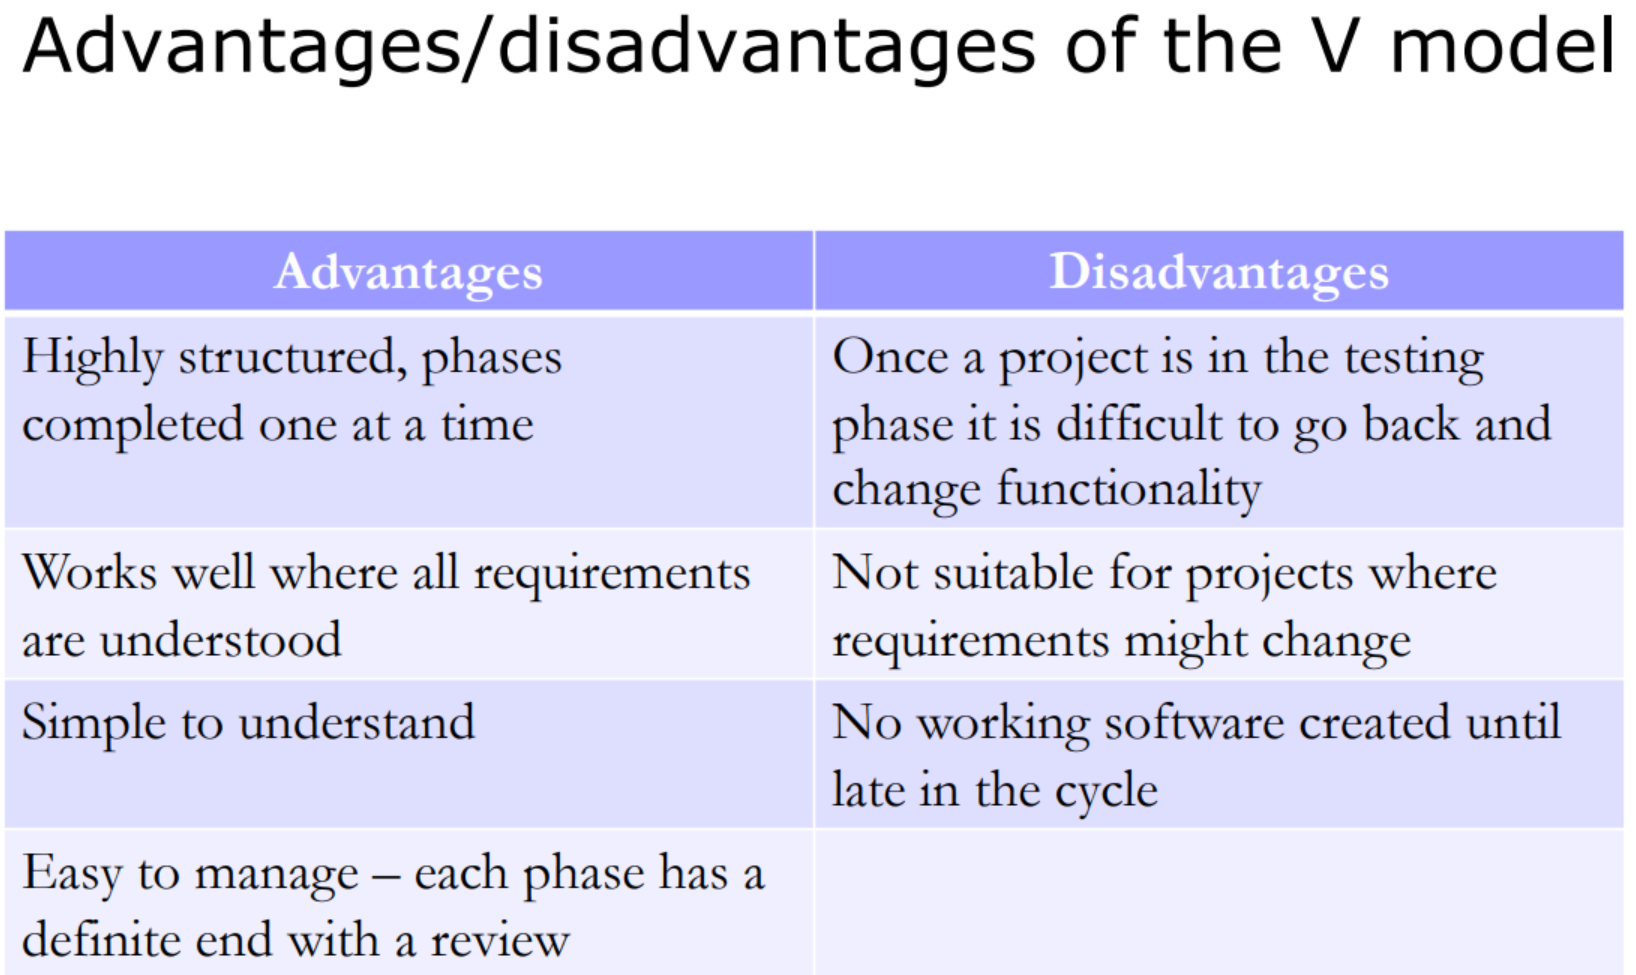 Advantages/disadvantages of the V model
Advantages
Disadvantages
Highly structured, phases
completed one at a time
Once a project is in the testing
phase it is difficult to go back and
change functionality
Works well where all requirements
are understood
Not suitable for projects where
requirements might change
Simple to understand
No working software created until
late in the cycle
Easy to manage – each phase has a
definite end with a review